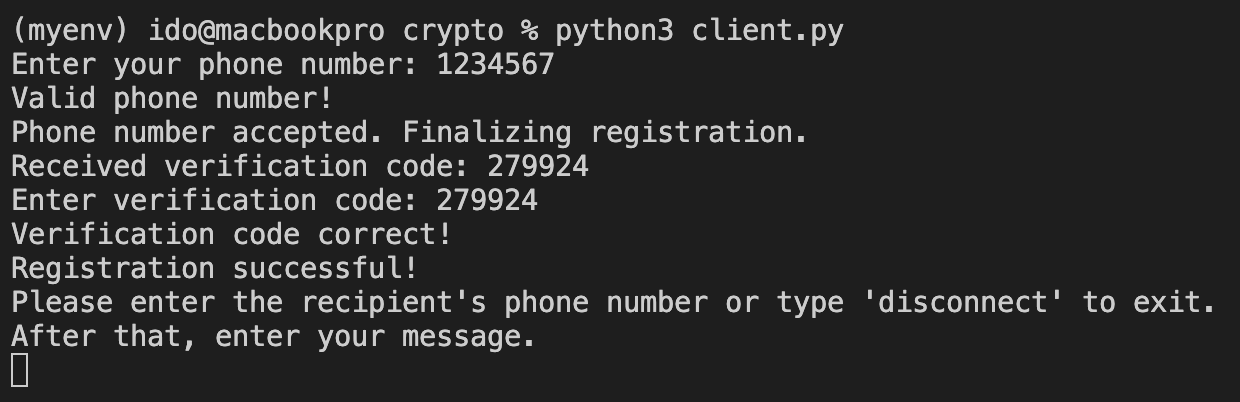 (myenv) ido@macbookpro crypto % python3 client.py
Enter your phone number: 1234567
Valid phone number!
Phone number accepted. Finalizing registration.
Received verification code: 279924
Enter verification code: 279924
Verification code correct!
Registration successful!
Please enter the recipient's phone number or type 'disconnect' to exit.
After that, enter your message.